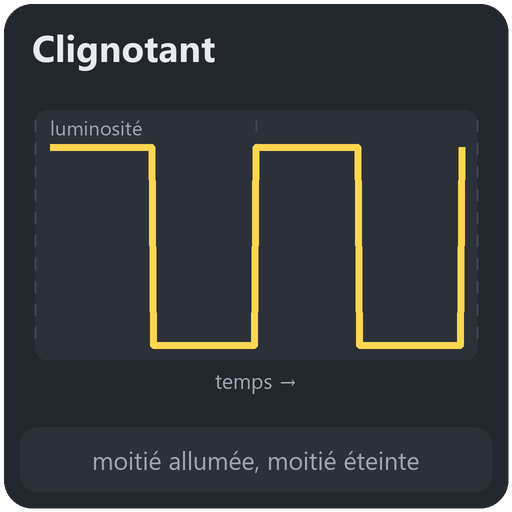 Clignotant
luminosité
temps →
moitié allumée, moitié éteinte